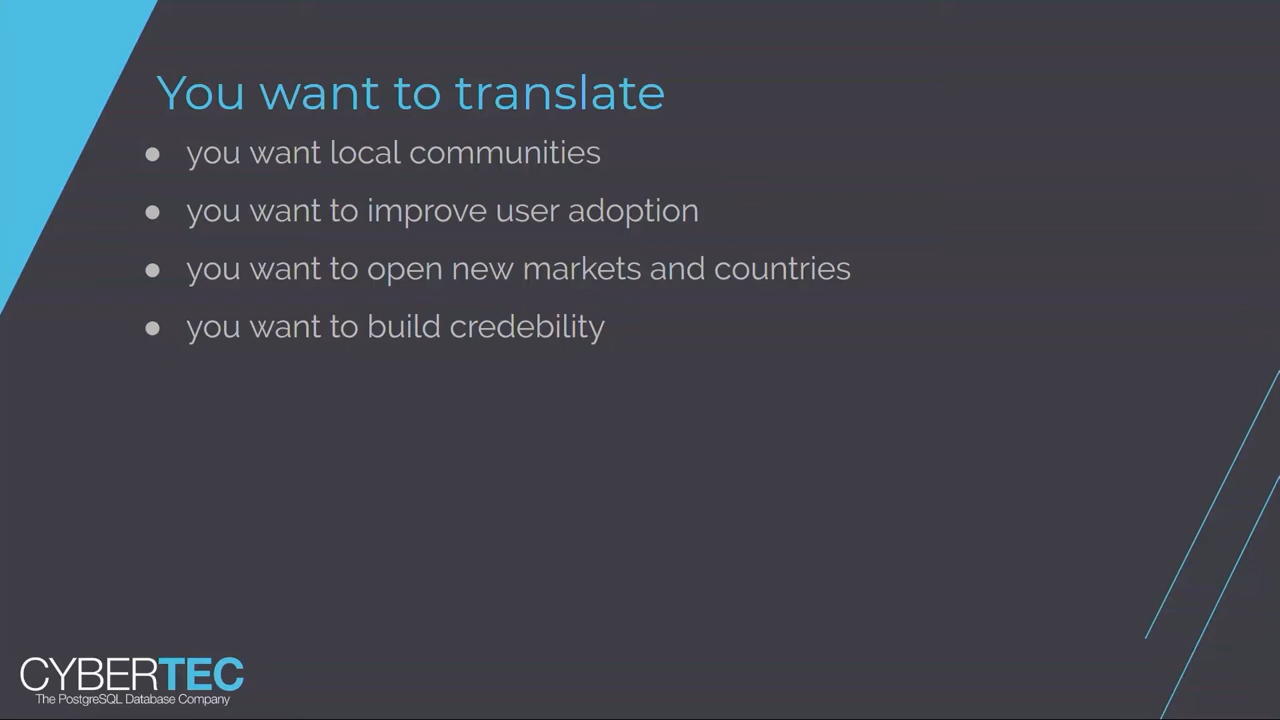 You want to translate
● you want local communities
● you want to improve user adoption
● you want to open new markets and countries
● you want to build credebility
CYBERTEC
The PostgreSQL Database Company